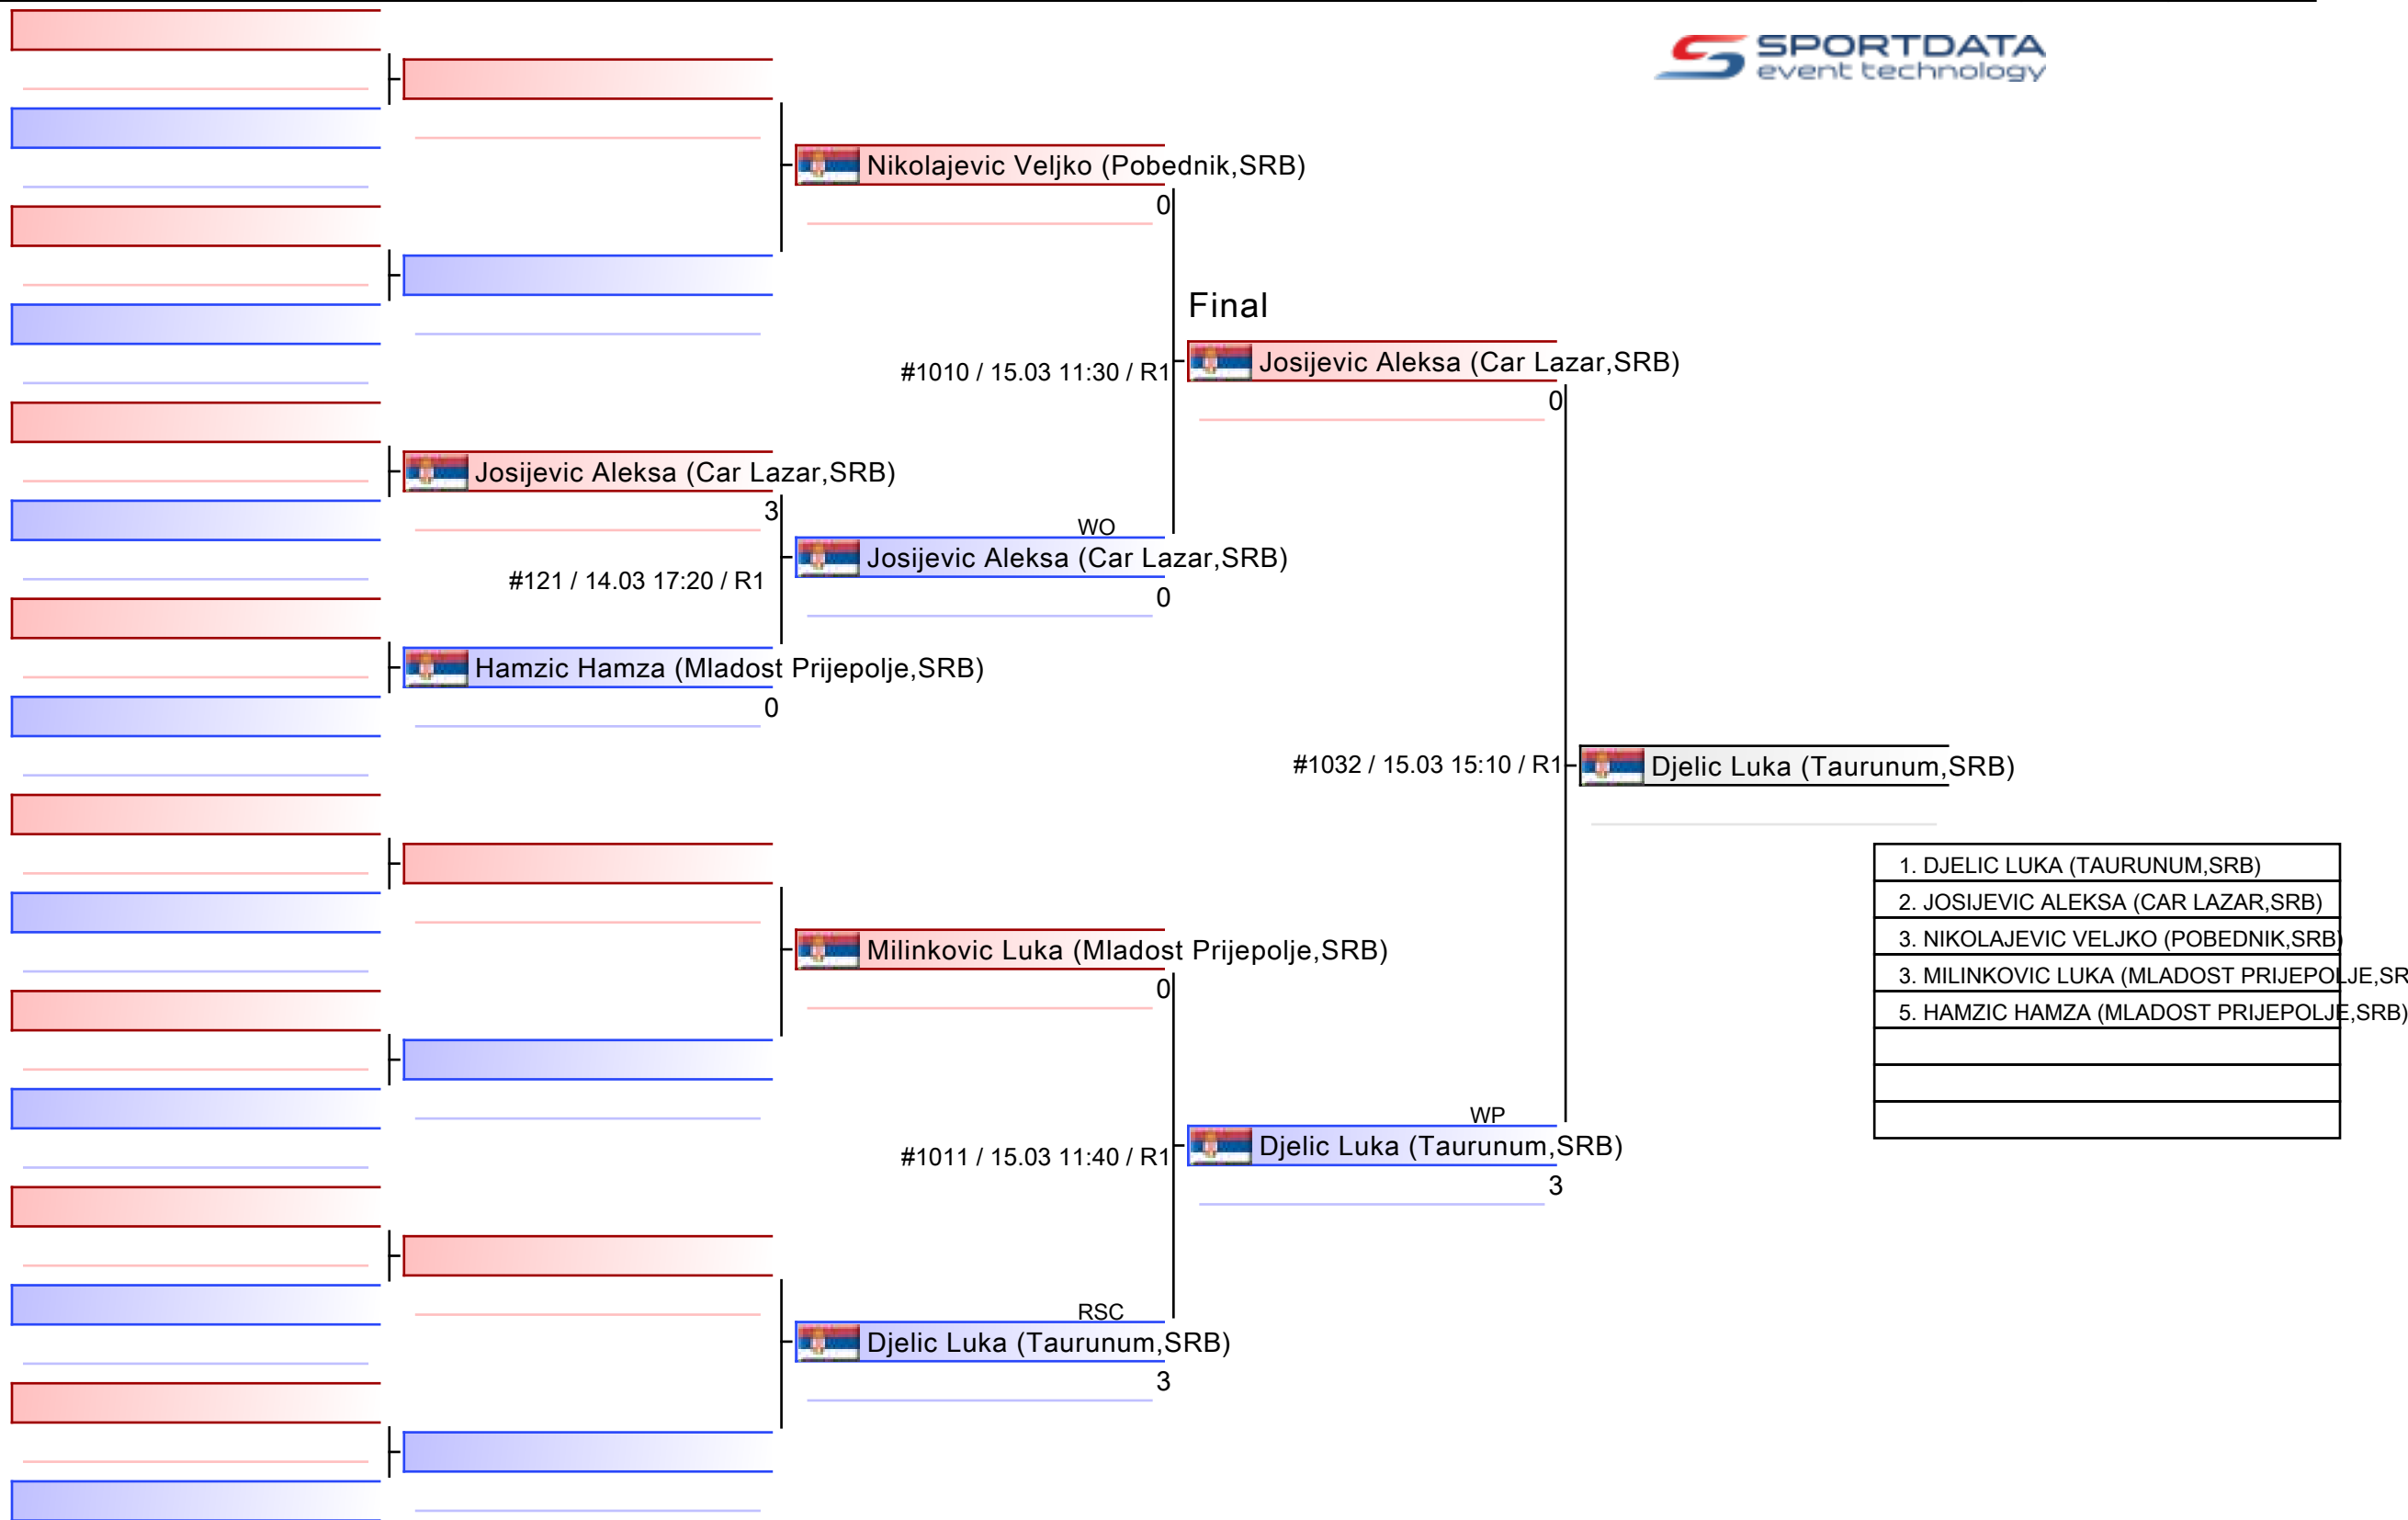 SPORTDATA
event technology
Nikolajevic Veljko (Pobednik,SRB)
0
Final
#1010 / 15.03 11:30 / R1
Josijevic Aleksa (Car Lazar,SRB)
0
Josijevic Aleksa (Car Lazar,SRB)
3
WO
Josijevic Aleksa (Car Lazar,SRB)
0
#121 / 14.03 17:20 / R1
Hamzic Hamza (Mladost Prijepolje,SRB)
0
#1032 / 15.03 15:10 / R1
Djelic Luka (Taurunum,SRB)
1. DJELIC LUKA (TAURUNUM,SRB)
2. JOSIJEVIC ALEKSA (CAR LAZAR,SRB)
3. NIKOLAJEVIC VELJKO (POBEDNIK,SRB)
3. MILINKOVIC LUKA (MLADOST PRIJEPOLJE,SR
5. HAMZIC HAMZA (MLADOST PRIJEPOLJE,SRB)
Milinkovic Luka (Mladost Prijepolje,SRB)
0
WP
#1011 / 15.03 11:40 / R1
Djelic Luka (Taurunum,SRB)
3
RSC
Djelic Luka (Taurunum,SRB)
3